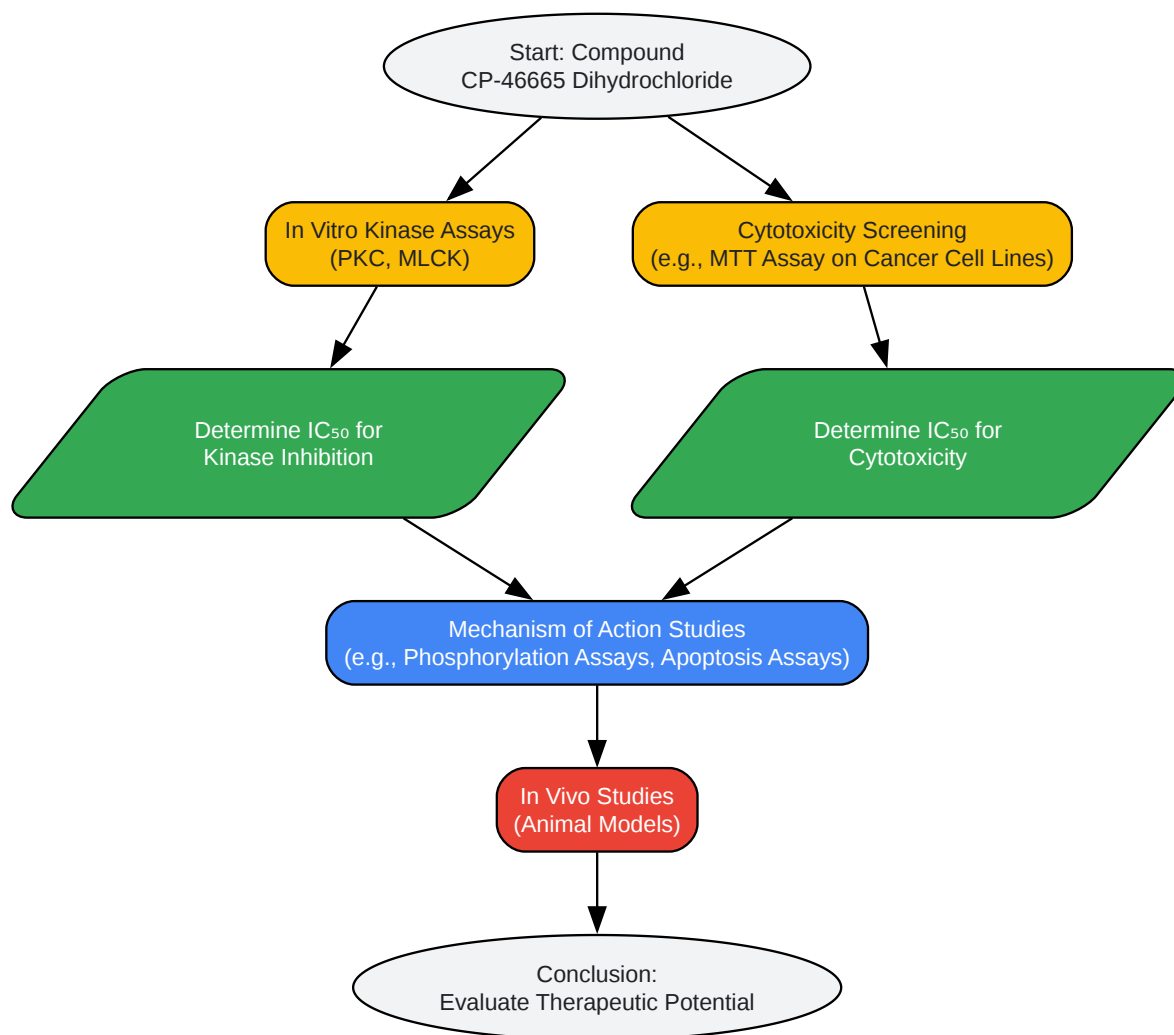 Start: Compound
CP-46665 Dihydrochloride
In Vitro Kinase Assays
(PKC, MLCK)
Cytotoxicity Screening
(e.g., MTT Assay on Cancer Cell Lines)
Determine IC₅₀ for
Kinase Inhibition
Determine IC₅₀ for
Cytotoxicity
Mechanism of Action Studies
(e.g., Phosphorylation Assays, Apoptosis Assays)
In Vivo Studies
(Animal Models)
Conclusion:
Evaluate Therapeutic Potential